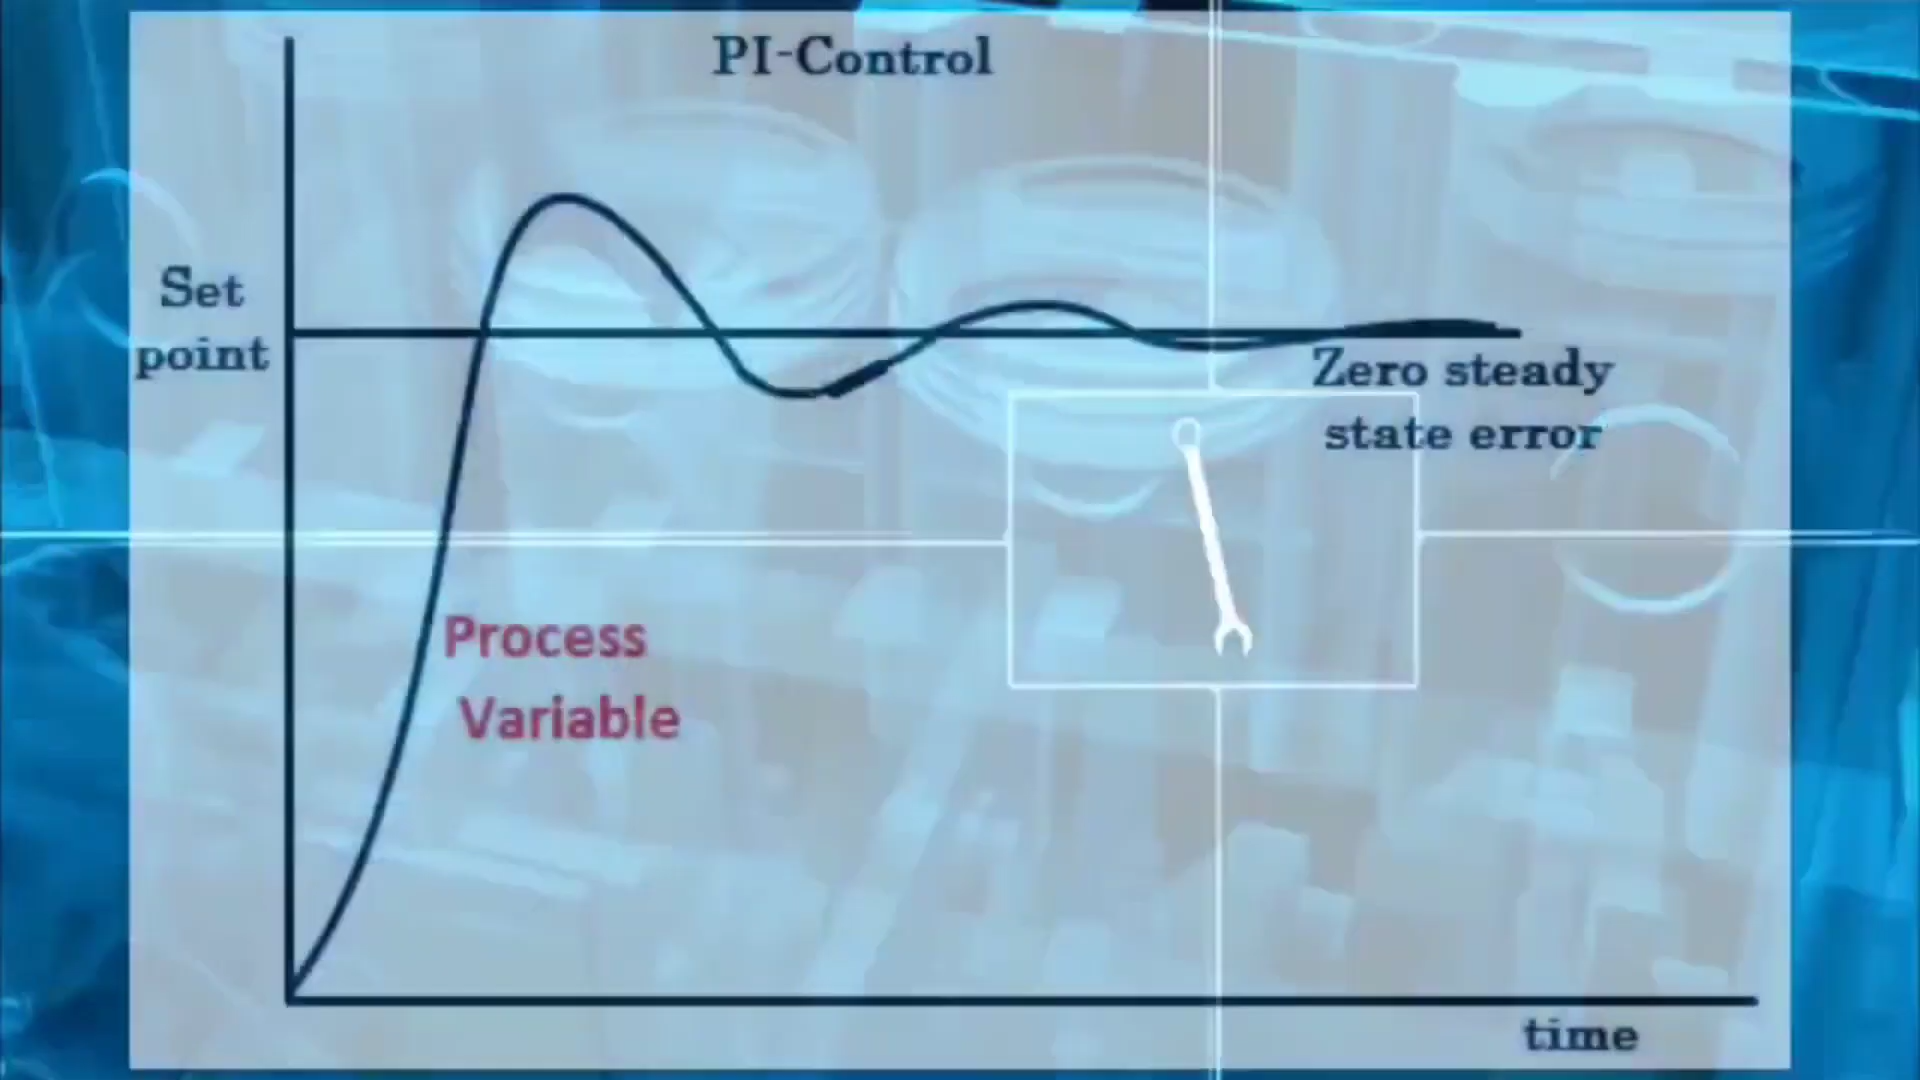 PI-Control
Set
point
Zero steady
state error
Process
Variable
time